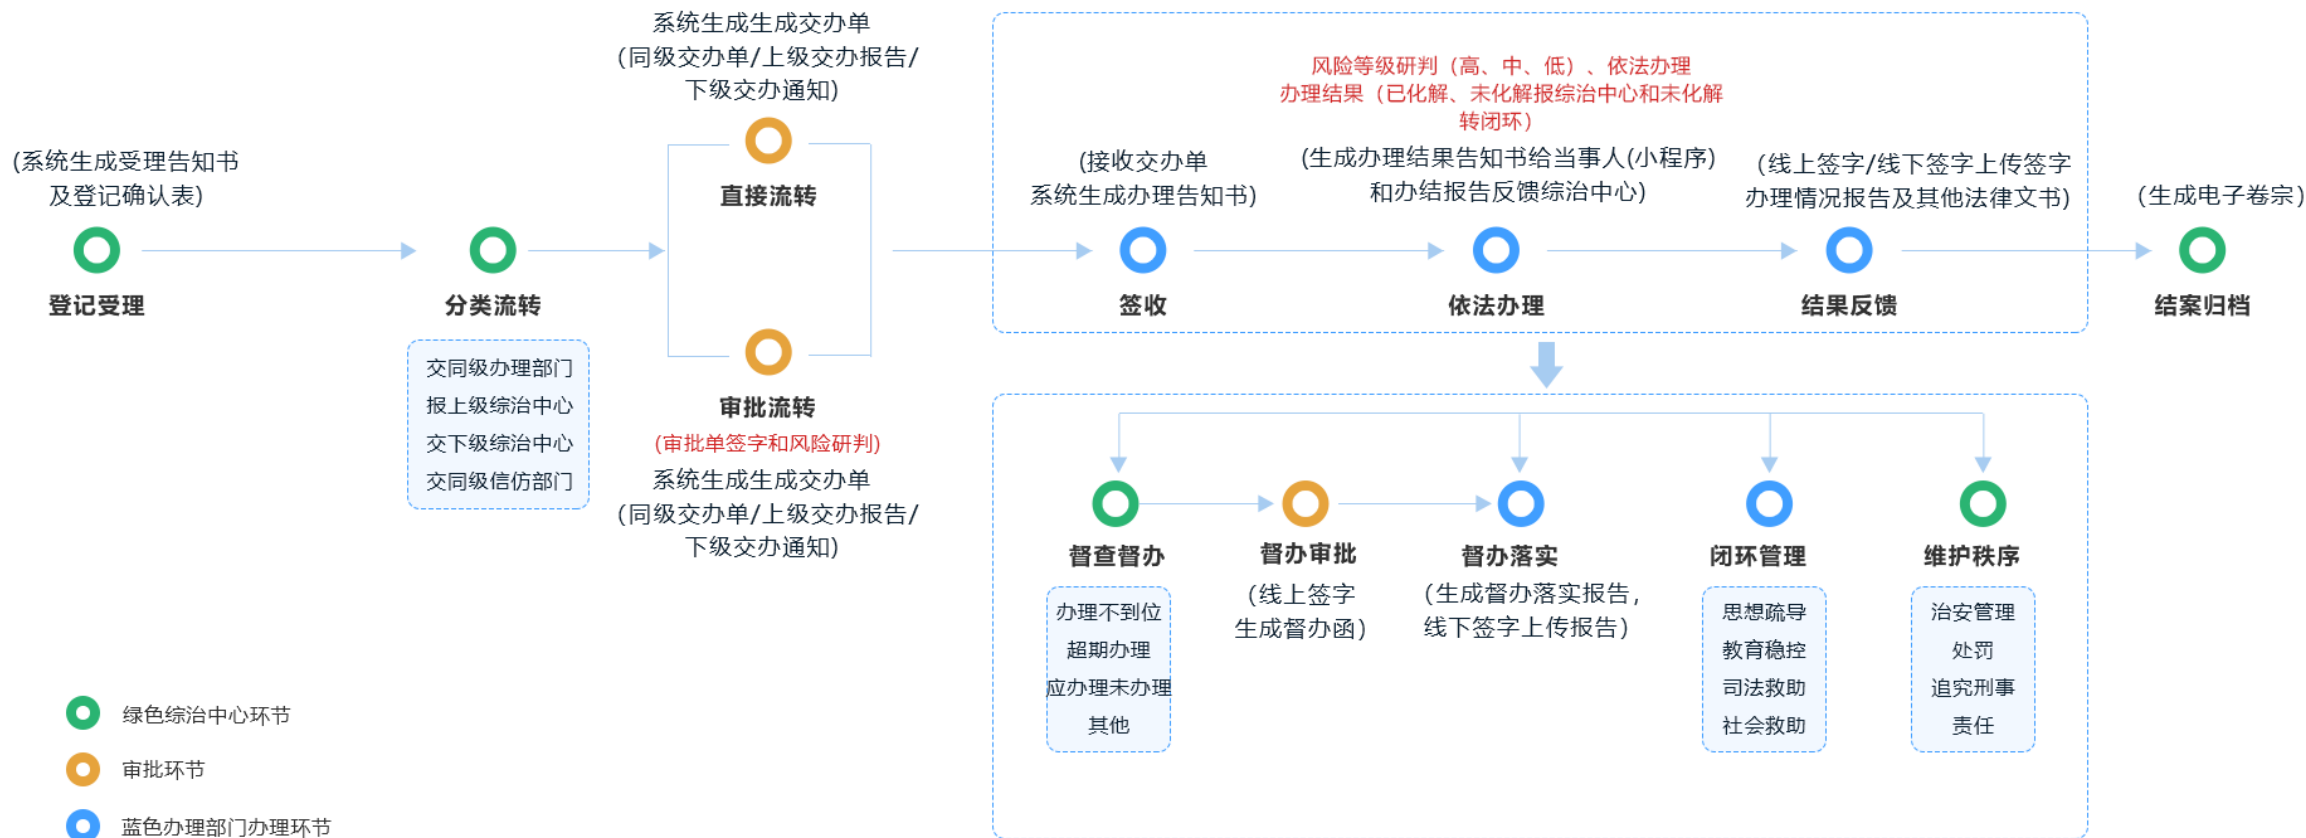 (系统生成受理告知书
及登记确认表)
登记受理
分类流转
交同级办理部门
报上级综治中心
交下级综治中心
交同级信仿部门
系统生成生成交办单
(同级交办单/上级交办报告/
下级交办通知)
直接流转
审批流转
(审批单签字和风险研判)
系统生成生成交办单
(同级交办单/上级交办报告/
下级交办通知)
(接收交办单
系统生成办理告知书)
签收
风险等级研判（高、中、低）、依法办理
办理结果（已化解、未化解报综治中心和未化解
转闭环）
(生成办理结果告知书给当事人(小程序)
和办结报告反馈综治中心)
依法办理
(线上签字/线下签字上传签字
办理情况报告及其他法律文书)
结果反馈
（生成电子卷宗）
结案归档
督查督办
办理不到位
超期办理
应办理未办理
其他
督办审批
（线上签字
生成督办函）
督办落实
（生成督办落实报告，
线下签字上传报告）
闭环管理
思想疏导
教育稳控
司法救助
社会救助
维护秩序
治安管理
处罚
追究刑事
责任
绿色综治中心环节
审批环节
蓝色办理部门办理环节